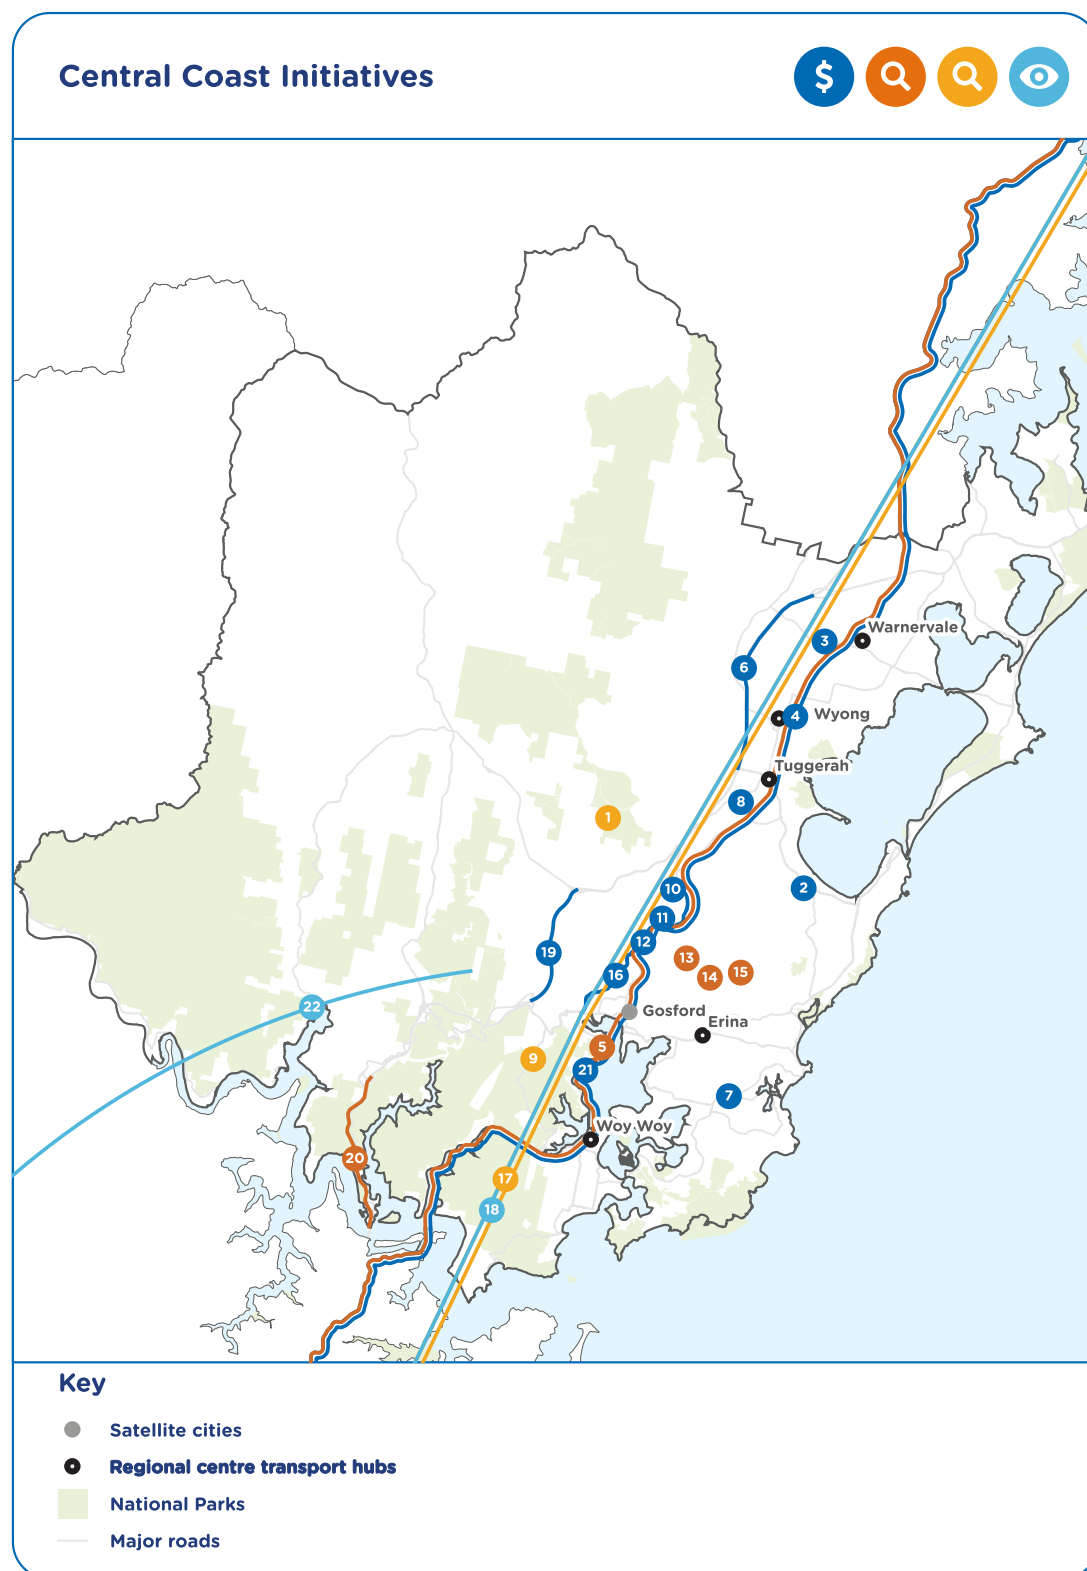 Central Coast Initiatives
$
Warnervale
3
6
4
Wyong
Tuggerah
8
1
10
2
11
12
19
13
14
15
16
22
Gosford
Erina
5
9
21
7
Woy Woy
20
17
18
Key
Satellite cities
Regional centre transport hubs
National Parks
Major roads